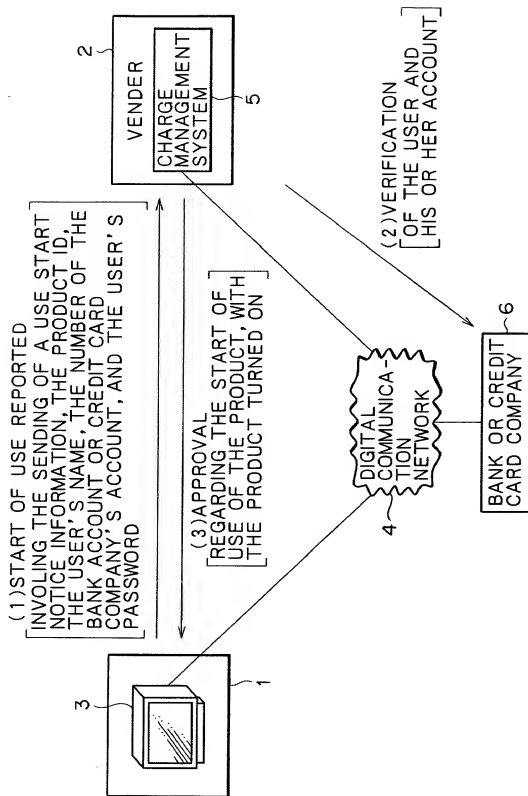 (1)START OF USE REPORTED
INVOLING THE SENDING OF A USE START
NOTICE INFORMATION, THE PRODUCT ID,
THE USER'S NAME, THE NUMBER OF THE
BANK ACCOUNT OR CREDIT CARD
COMPANY'S ACCOUNT, AND THE USER'S
PASSWORD
3
1
2
VENDER
CHARGE
MANAGEMENT
SYSTEM
5
(3)APPROVAL
REGARDING THE START OF
USE OF THE PRODUCT, WITH
THE PRODUCT TURNED ON
(2)VERIFICATION
OF THE USER AND
HIS OR HER ACCOUNT
DIGITAL
COMMUNICA-
TION
NETWORK
4
6
BANK OR CREDIT
CARD COMPANY